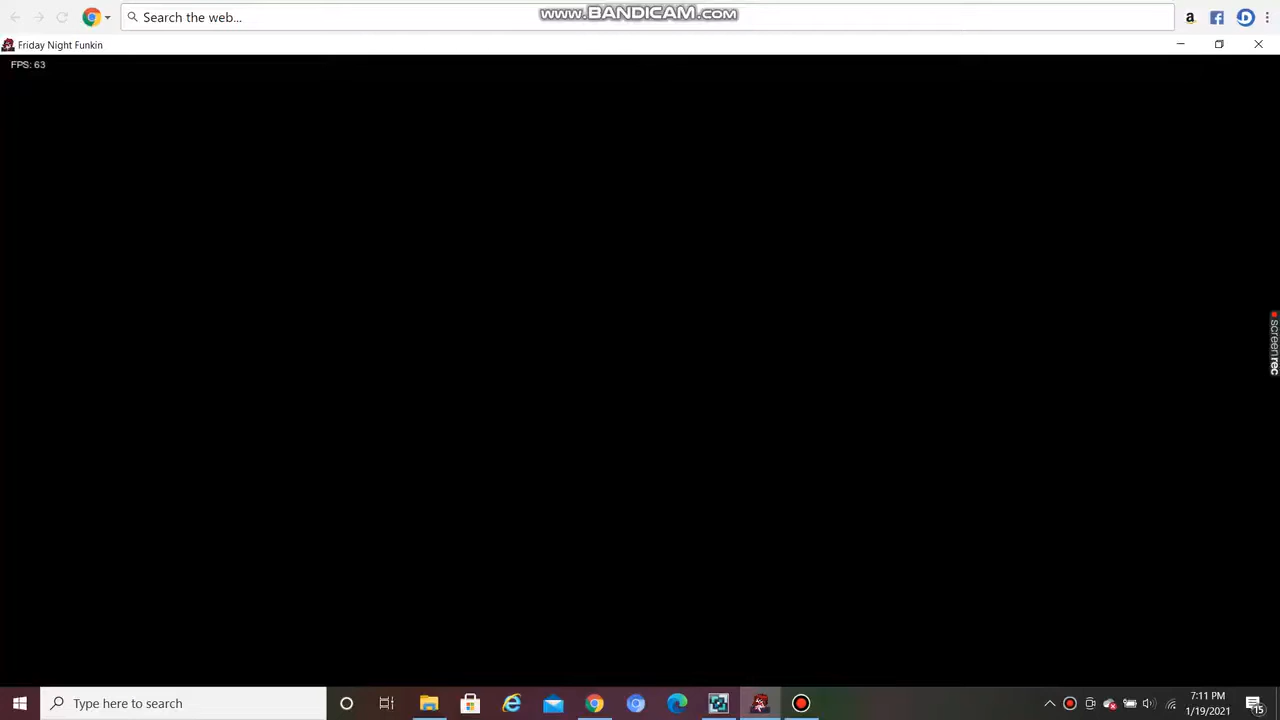 Search the web...
www.BANDICAM.com
Friday Night Funkin
FPS: 63
screenrec
Type here to search
7:11 PM
1/19/2021
15